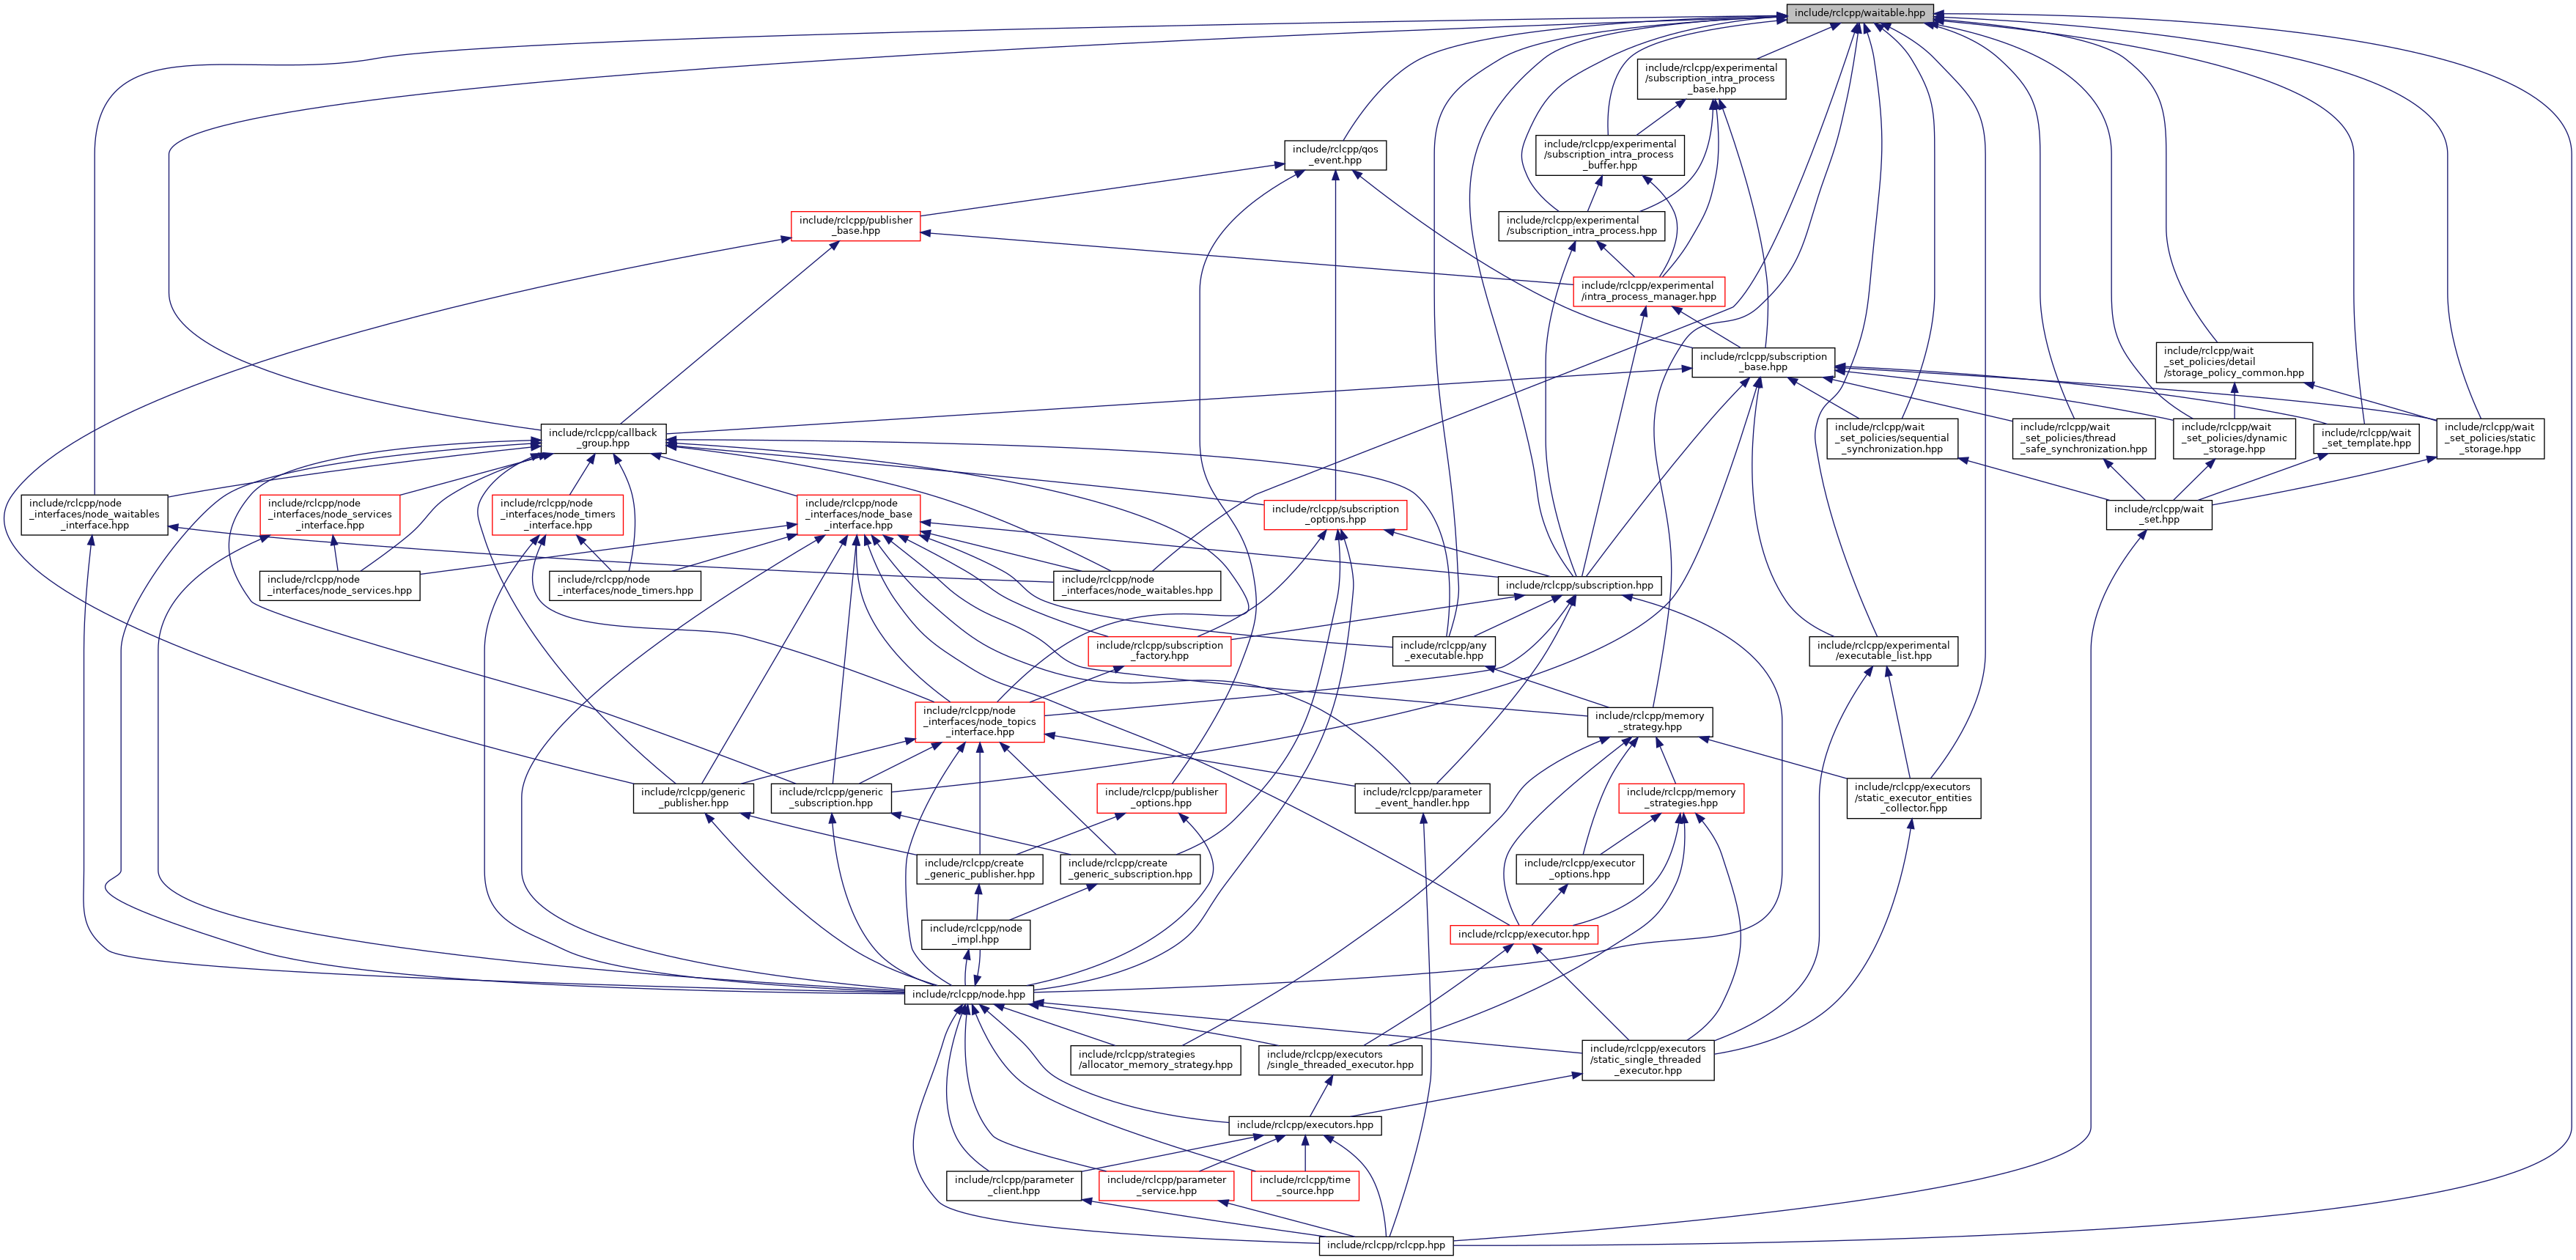 include/rclcpp/waitable.hpp
include/rclcpp/experimental
/subscription_intra_process
_base.hpp
include/rclcpp/qos
_event.hpp
include/rclcpp/experimental
/subscription_intra_process
_buffer.hpp
include/rclcpp/publisher
_base.hpp
include/rclcpp/experimental
/subscription_intra_process.hpp
include/rclcpp/experimental
/intra_process_manager.hpp
include/rclcpp/subscription
_base.hpp
include/rclcpp/wait
_set_policies/detail
/storage_policy_common.hpp
include/rclcpp/callback
_group.hpp
include/rclcpp/wait
_set_policies/sequential
_synchronization.hpp
include/rclcpp/wait
_set_policies/thread
_safe_synchronization.hpp
include/rclcpp/wait
_set_policies/dynamic
_storage.hpp
include/rclcpp/wait
_set_template.hpp
include/rclcpp/wait
_set_policies/static
_storage.hpp
include/rclcpp/node
_interfaces/node_waitables
_interface.hpp
include/rclcpp/node
_interfaces/node_services
_interface.hpp
include/rclcpp/node
_interfaces/node_timers
_interface.hpp
include/rclcpp/node
_interfaces/node_base
_interface.hpp
include/rclcpp/subscription
_options.hpp
include/rclcpp/wait
_set.hpp
include/rclcpp/node
_interfaces/node_services.hpp
include/rclcpp/node
_interfaces/node_timers.hpp
include/rclcpp/node
_interfaces/node_waitables.hpp
include/rclcpp/subscription.hpp
include/rclcpp/subscription
_factory.hpp
include/rclcpp/any
_executable.hpp
include/rclcpp/experimental
/executable_list.hpp
include/rclcpp/node
_interfaces/node_topics
_interface.hpp
include/rclcpp/memory
_strategy.hpp
include/rclcpp/generic
_publisher.hpp
include/rclcpp/generic
_subscription.hpp
include/rclcpp/publisher
_options.hpp
include/rclcpp/parameter
_event_handler.hpp
include/rclcpp/memory
_strategies.hpp
include/rclcpp/executors
/static_executor_entities
_collector.hpp
include/rclcpp/create
_generic_publisher.hpp
include/rclcpp/create
_generic_subscription.hpp
include/rclcpp/executor
_options.hpp
include/rclcpp/node
_impl.hpp
include/rclcpp/executor.hpp
include/rclcpp/node.hpp
include/rclcpp/strategies
/allocator_memory_strategy.hpp
include/rclcpp/executors
/single_threaded_executor.hpp
include/rclcpp/executors
/static_single_threaded
_executor.hpp
include/rclcpp/executors.hpp
include/rclcpp/parameter
_client.hpp
include/rclcpp/parameter
_service.hpp
include/rclcpp/time
_source.hpp
include/rclcpp/rclcpp.hpp